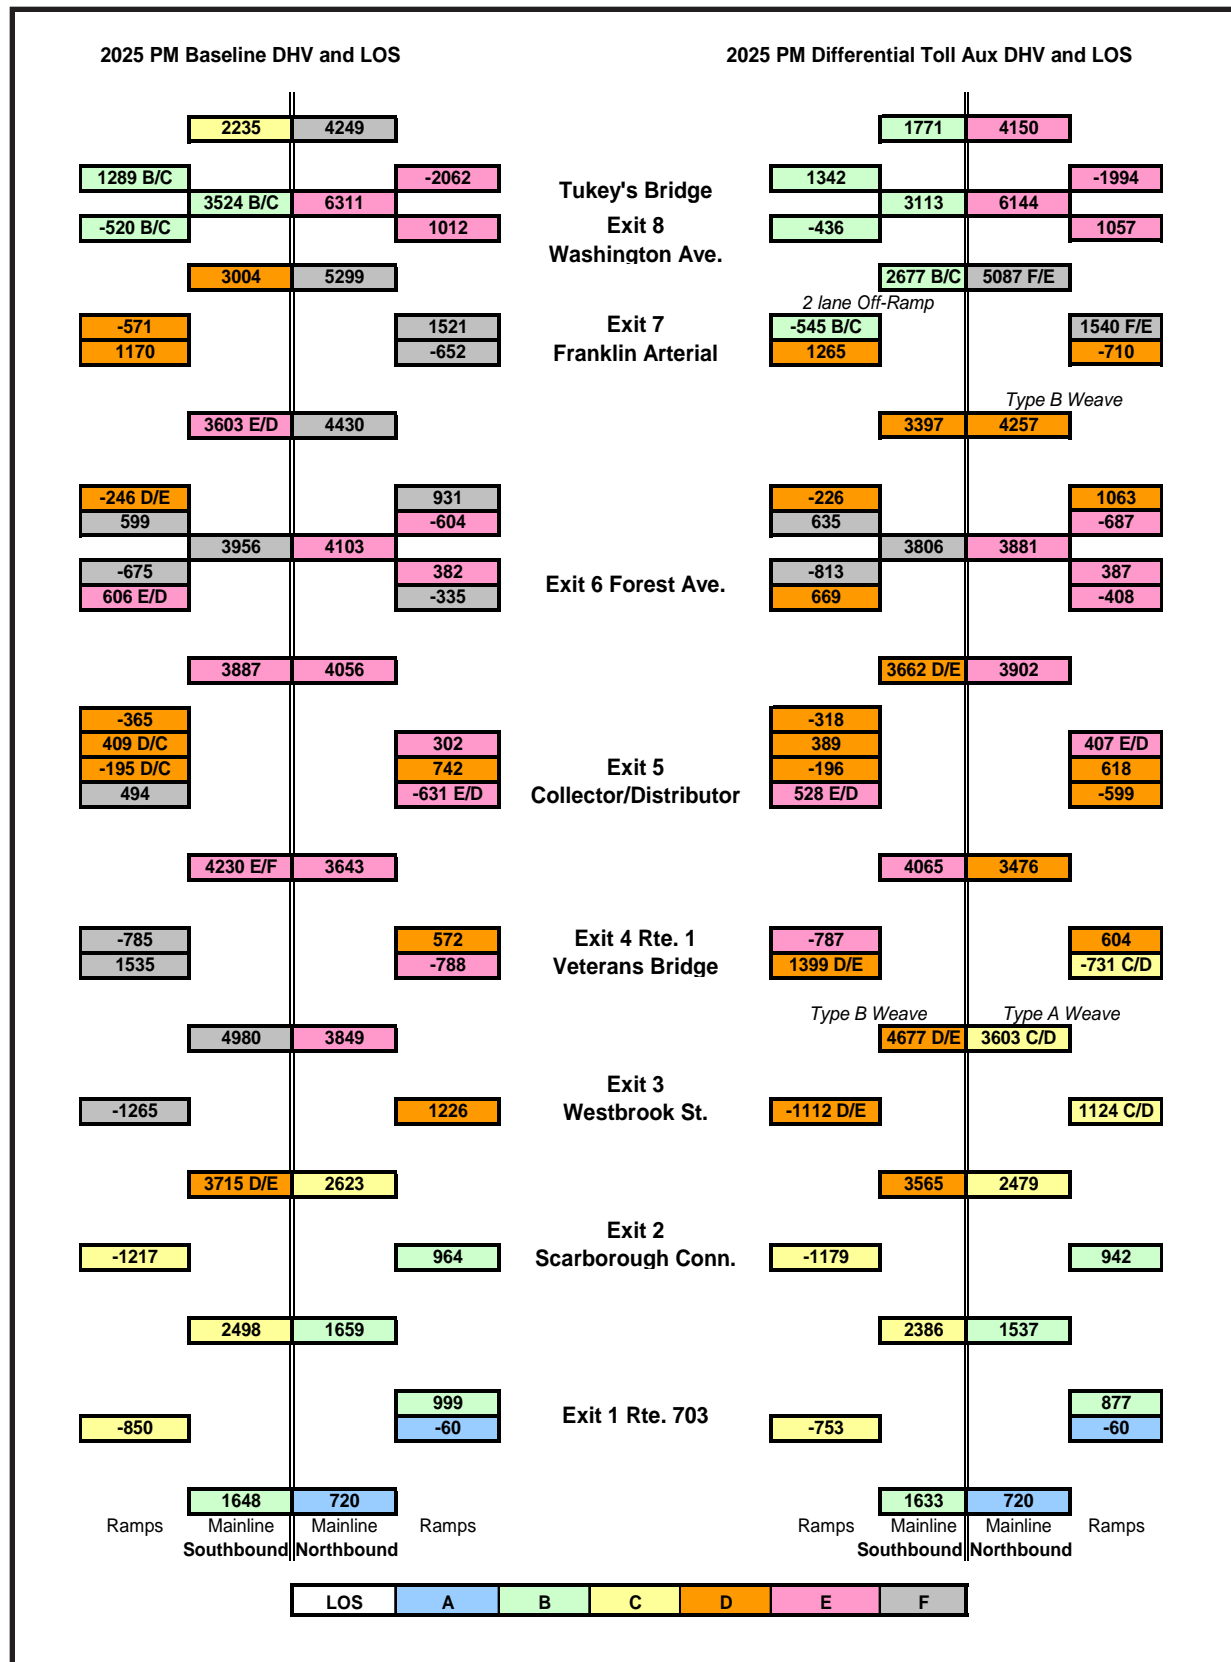 2025 PM Baseline DHV and LOS 2025 PM Differential Toll Aux DHV and LOS
2235 4249 1771 4150
1289 B/C -2062 1342 -1994
Tukey's Bridge
3524 B/C 6311 3113 6144
-520 B/C 1012 Exit 8 -436 1057
Washington Ave.
3004 5299 2677 B/C 5087 F/E
2 lane Off-Ramp
-571 1521 Exit 7 -545 B/C 1540 F/E
1170 -652 Franklin Arterial 1265 -710
Type B Weave
3603 E/D 4430 3397 4257
-246 D/E 931 -226 1063
599 -604 635 -687
3956 4103 3806 3881
-675 382 Exit 6 Forest Ave. -813 387
606 E/D -335 669 -408
3887 4056 3662 D/E 3902
-365 -318
409 D/C 302 389 407 E/D
-195 D/C 742 Exit 5 -196 618
494 -631 E/D Collector/Distributor 528 E/D -599
4230 E/F 3643 4065 3476
-785 572 Exit 4 Rte. 1 -787 604
1535 -788 Veterans Bridge 1399 D/E -731 C/D
Type B Weave Type A Weave
4980 3849 4677 D/E 3603 C/D
Exit 3
-1265 1226 Westbrook St. -1112 D/E 1124 C/D
3715 D/E 2623 3565 2479
Exit 2
-1217 964 Scarborough Conn. -1179 942
2498 1659 2386 1537
999 877
Exit 1 Rte. 703
-850 -60 -753 -60
1648 720 1633 720
Ramps Mainline Mainline Ramps Ramps Mainline Mainline Ramps
Southbound Northbound Southbound Northbound
LOS A B C D E F